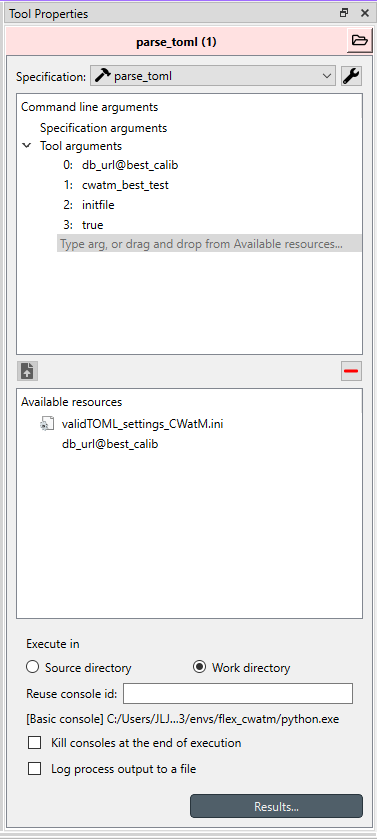 Tool Properties
parse_toml (1)
Specification: parse_toml
Command line arguments
Specification arguments
Tool arguments
0: db_url@best_calib
1: cwatm_best_test
2: initfile
3: true
Type arg, or drag and drop from Available resources...
Available resources
validTOML_settings_CWatM.ini
db_url@best_calib
Execute in
Source directory
Work directory
Reuse console id:
[Basic console] C:/Users/JLJ...3/envs/flex_cwatm/python.exe
Kill consoles at the end of execution
Log process output to a file
Results...